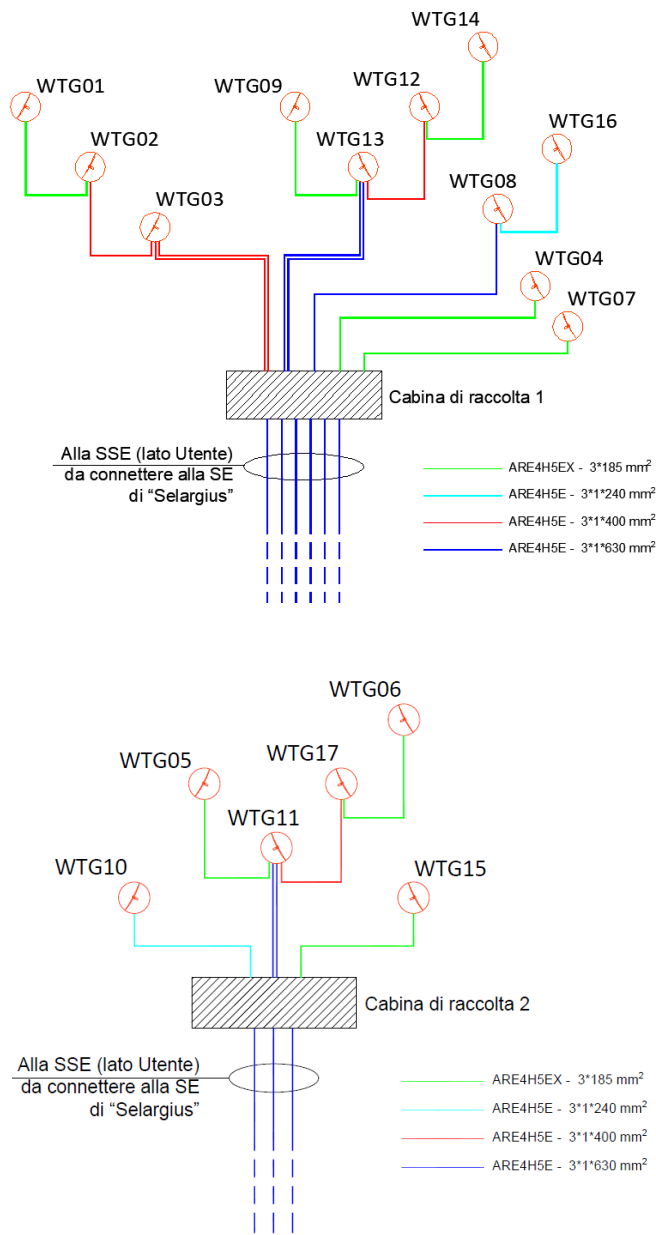 WTG14
WTG01
WTG09
WTG12
WTG02
WTG13
WTG16
WTG03
WTG08
WTG04
WTG07
Cabina di raccolta 1
Alla SSE (lato Utente)
da connettere alla SE
di “Selargius”
ARE4H5EX - 3*185 mm²
ARE4H5E - 3*1*240 mm²
ARE4H5E - 3*1*400 mm²
ARE4H5E - 3*1*630 mm²
WTG06
WTG05
WTG17
WTG11
WTG10
WTG15
Cabina di raccolta 2
Alla SSE (lato Utente)
da connettere alla SE
di “Selargius”
ARE4H5EX - 3*185 mm²
ARE4H5E - 3*1*240 mm²
ARE4H5E - 3*1*400 mm²
ARE4H5E - 3*1*630 mm²